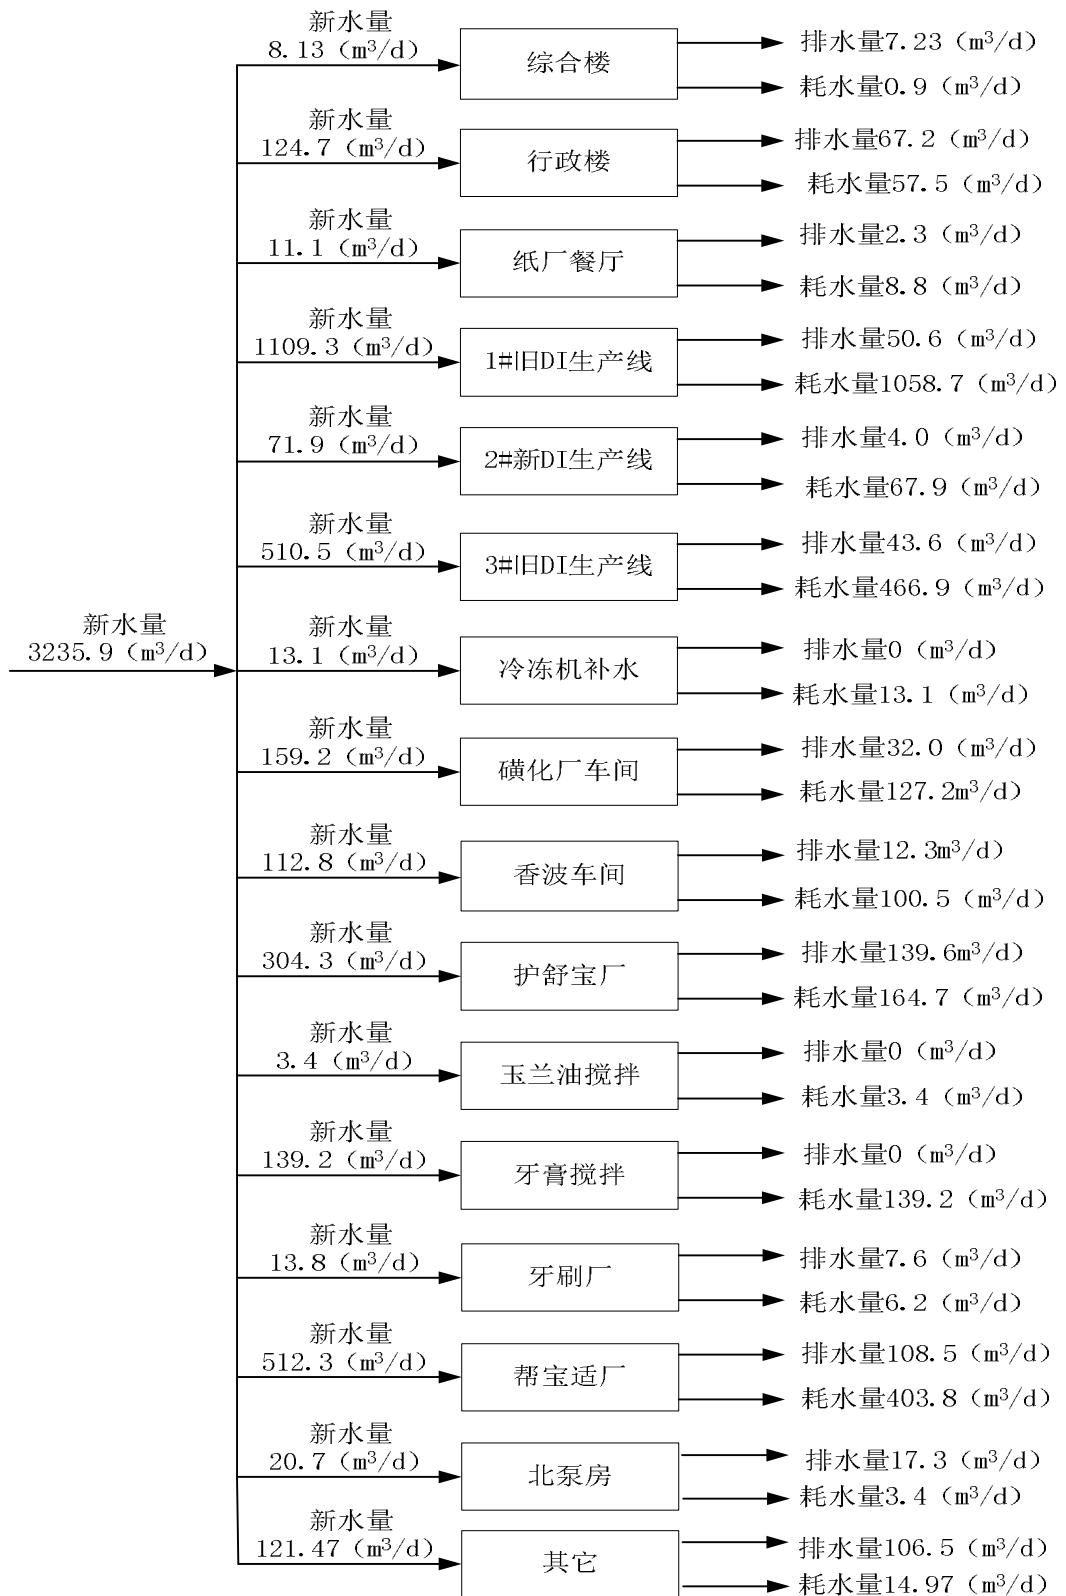 新水量
8.13（m³/d）
综合楼
排水量7.23（m³/d）
耗水量0.9（m³/d）
新水量
124.7（m³/d）
行政楼
排水量67.2（m³/d）
耗水量57.5（m³/d）
新水量
11.1（m³/d）
纸厂餐厅
排水量2.3（m³/d）
耗水量8.8（m³/d）
新水量
1109.3（m³/d）
1#旧DI生产线
排水量50.6（m³/d）
耗水量1058.7（m³/d）
新水量
71.9（m³/d）
2#新DI生产线
排水量4.0（m³/d）
耗水量67.9（m³/d）
新水量
510.5（m³/d）
3#旧DI生产线
排水量43.6（m³/d）
耗水量466.9（m³/d）
新水量
3235.9（m³/d）
新水量
13.1（m³/d）
冷冻机补水
排水量0（m³/d）
耗水量13.1（m³/d）
新水量
159.2（m³/d）
磺化厂车间
排水量32.0（m³/d）
耗水量127.2m³/d）
新水量
112.8（m³/d）
香波车间
排水量12.3m³/d）
耗水量100.5（m³/d）
新水量
304.3（m³/d）
护舒宝厂
排水量139.6m³/d）
耗水量164.7（m³/d）
新水量
3.4（m³/d）
玉兰油搅拌
排水量0（m³/d）
耗水量3.4（m³/d）
新水量
139.2（m³/d）
牙膏搅拌
排水量0（m³/d）
耗水量139.2（m³/d）
新水量
13.8（m³/d）
牙刷厂
排水量7.6（m³/d）
耗水量6.2（m³/d）
新水量
512.3（m³/d）
帮宝适厂
排水量108.5（m³/d）
耗水量403.8（m³/d）
新水量
20.7（m³/d）
北泵房
排水量17.3（m³/d）
耗水量3.4（m³/d）
新水量
121.47（m³/d）
其它
排水量106.5（m³/d）
耗水量14.97（m³/d）